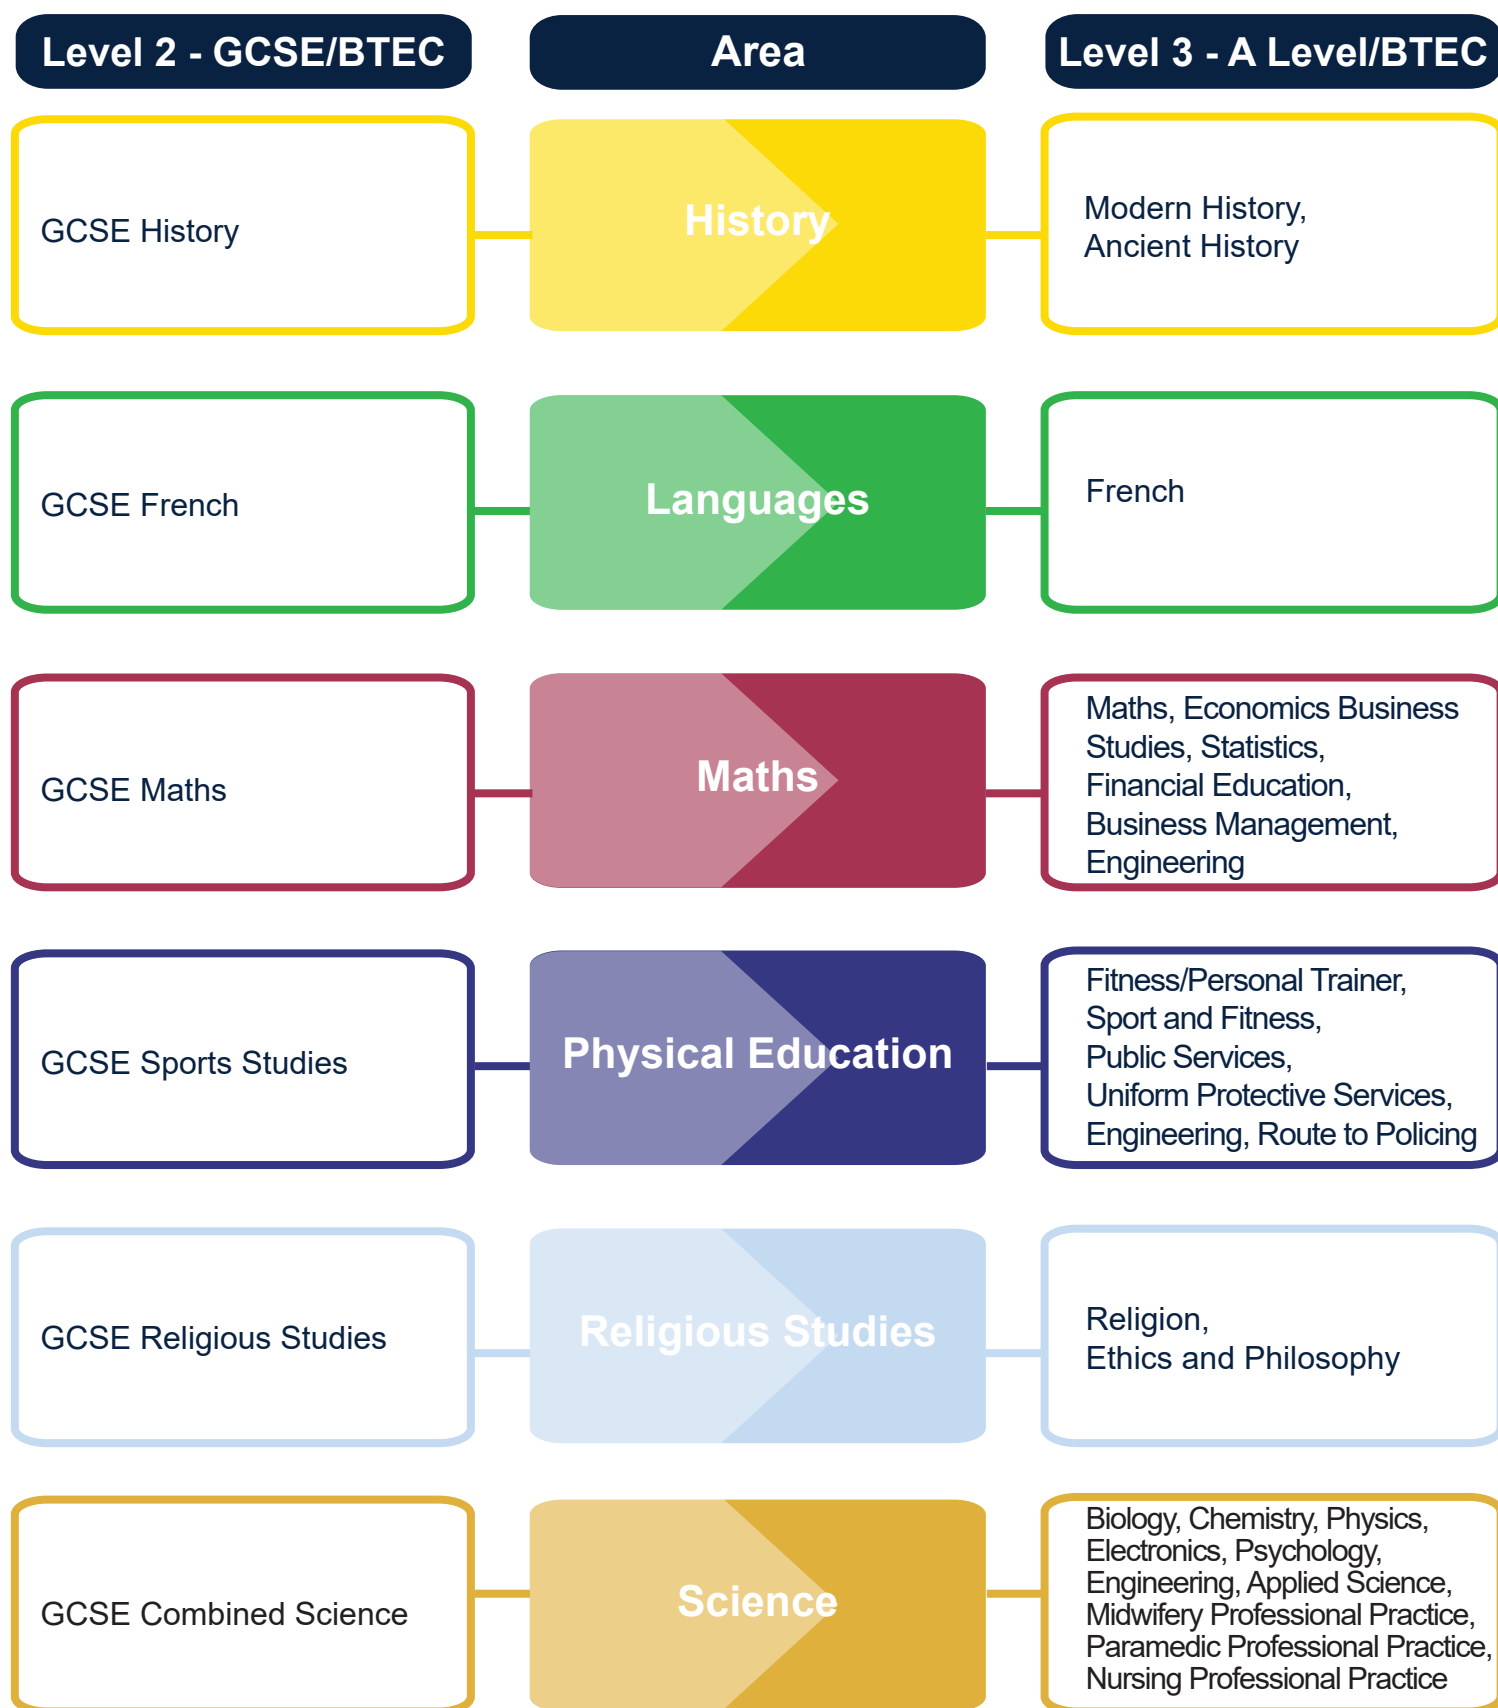 Level 2 - GCSE/BTEC
Area
Level 3 - A Level/BTEC
GCSE History
History
Modern History,
Ancient History
GCSE French
Languages
French
GCSE Maths
Maths
Maths, Economics Business
Studies, Statistics,
Financial Education,
Business Management,
Engineering
GCSE Sports Studies
Physical Education
Fitness/Personal Trainer,
Sport and Fitness,
Public Services,
Uniform Protective Services,
Engineering, Route to Policing
GCSE Religious Studies
Religious Studies
Religion,
Ethics and Philosophy
GCSE Combined Science
Science
Biology, Chemistry, Physics,
Electronics, Psychology,
Engineering, Applied Science,
Midwifery Professional Practice,
Paramedic Professional Practice,
Nursing Professional Practice